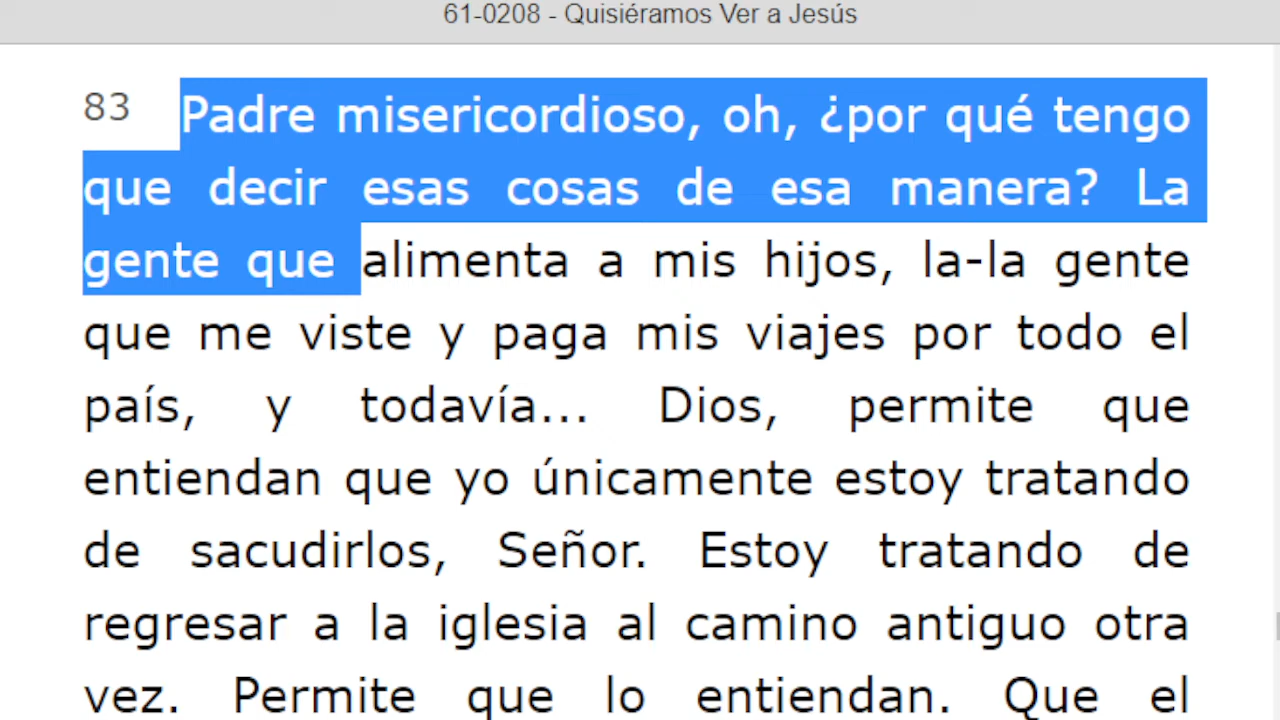 61-0208 - Quisiéramos Ver a Jesús
83 Padre misericordioso, oh, ¿por qué tengo
que decir esas cosas de esa manera? La
gente que alimenta a mis hijos, la-la gente
que me viste y paga mis viajes por todo el
país, y todavía... Dios, permite que
entiendan que yo únicamente estoy tratando
de sacudirlos, Señor. Estoy tratando de
regresar a la iglesia al camino antiguo otra
vez. Permite que lo entiendan. Que el